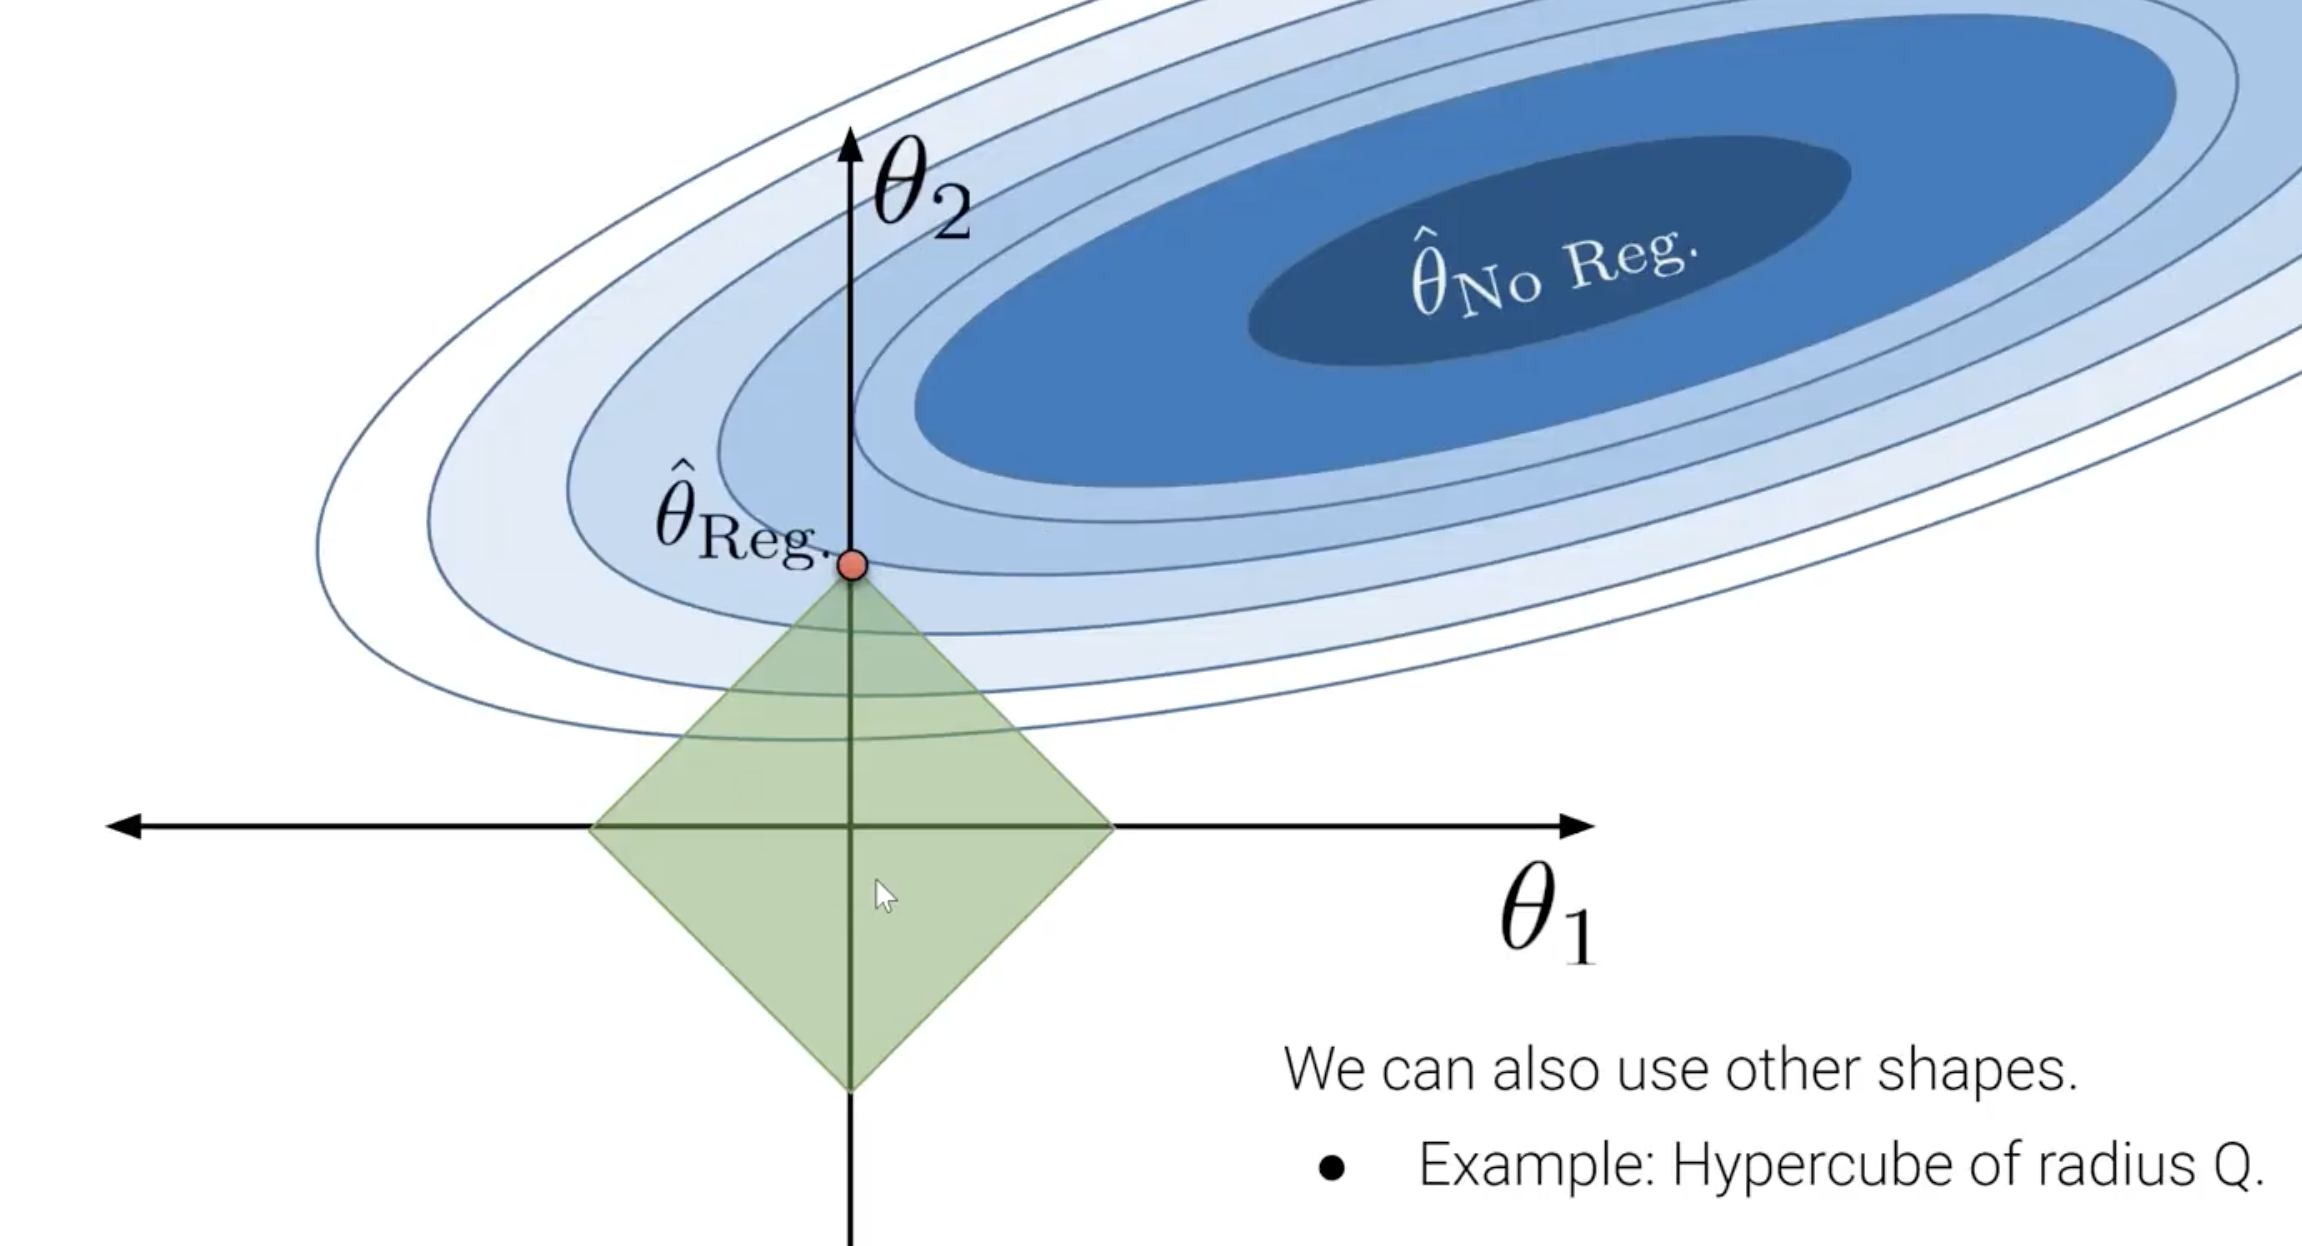 θ₂
θ̂No Reg.
θ̂Reg.
θ₁
We can also use other shapes.
● Example: Hypercube of radius Q.